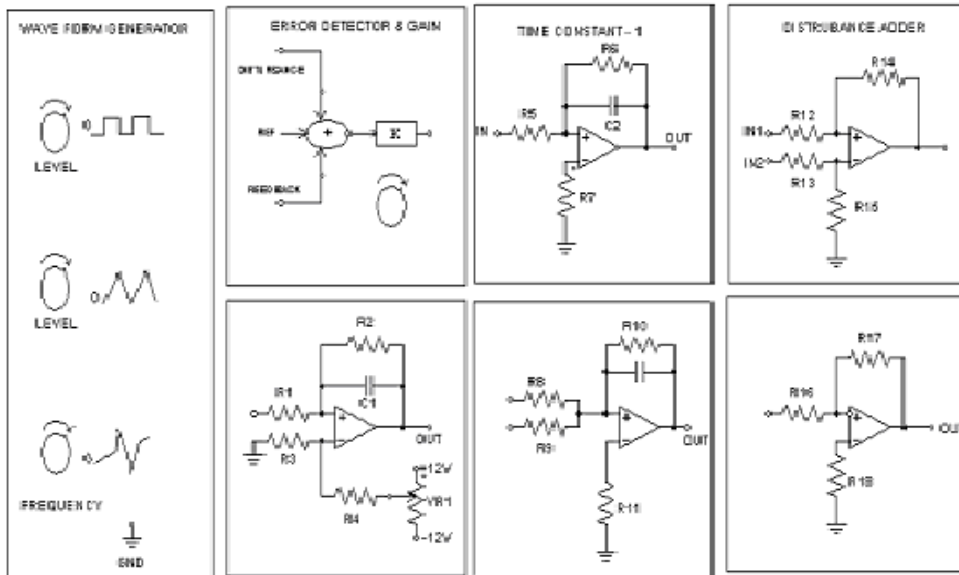 WAVE FORM GENERATOR
LEVEL
LEVEL
FREQUENCY
GND
ERROR DETECTOR & GAIN
REF
FEEDBACK
TIME CONSTANT-1
R6
IN
R5
C2
OUT
R7
DISTRUBANCE ADDER
R14
IN1
R12
IN2
R13
R15
R2
R1
C1
OUT
R3
+12V
R4
VR1
-12V
R10
R8
R9
OUT
R11
R17
R16
R18